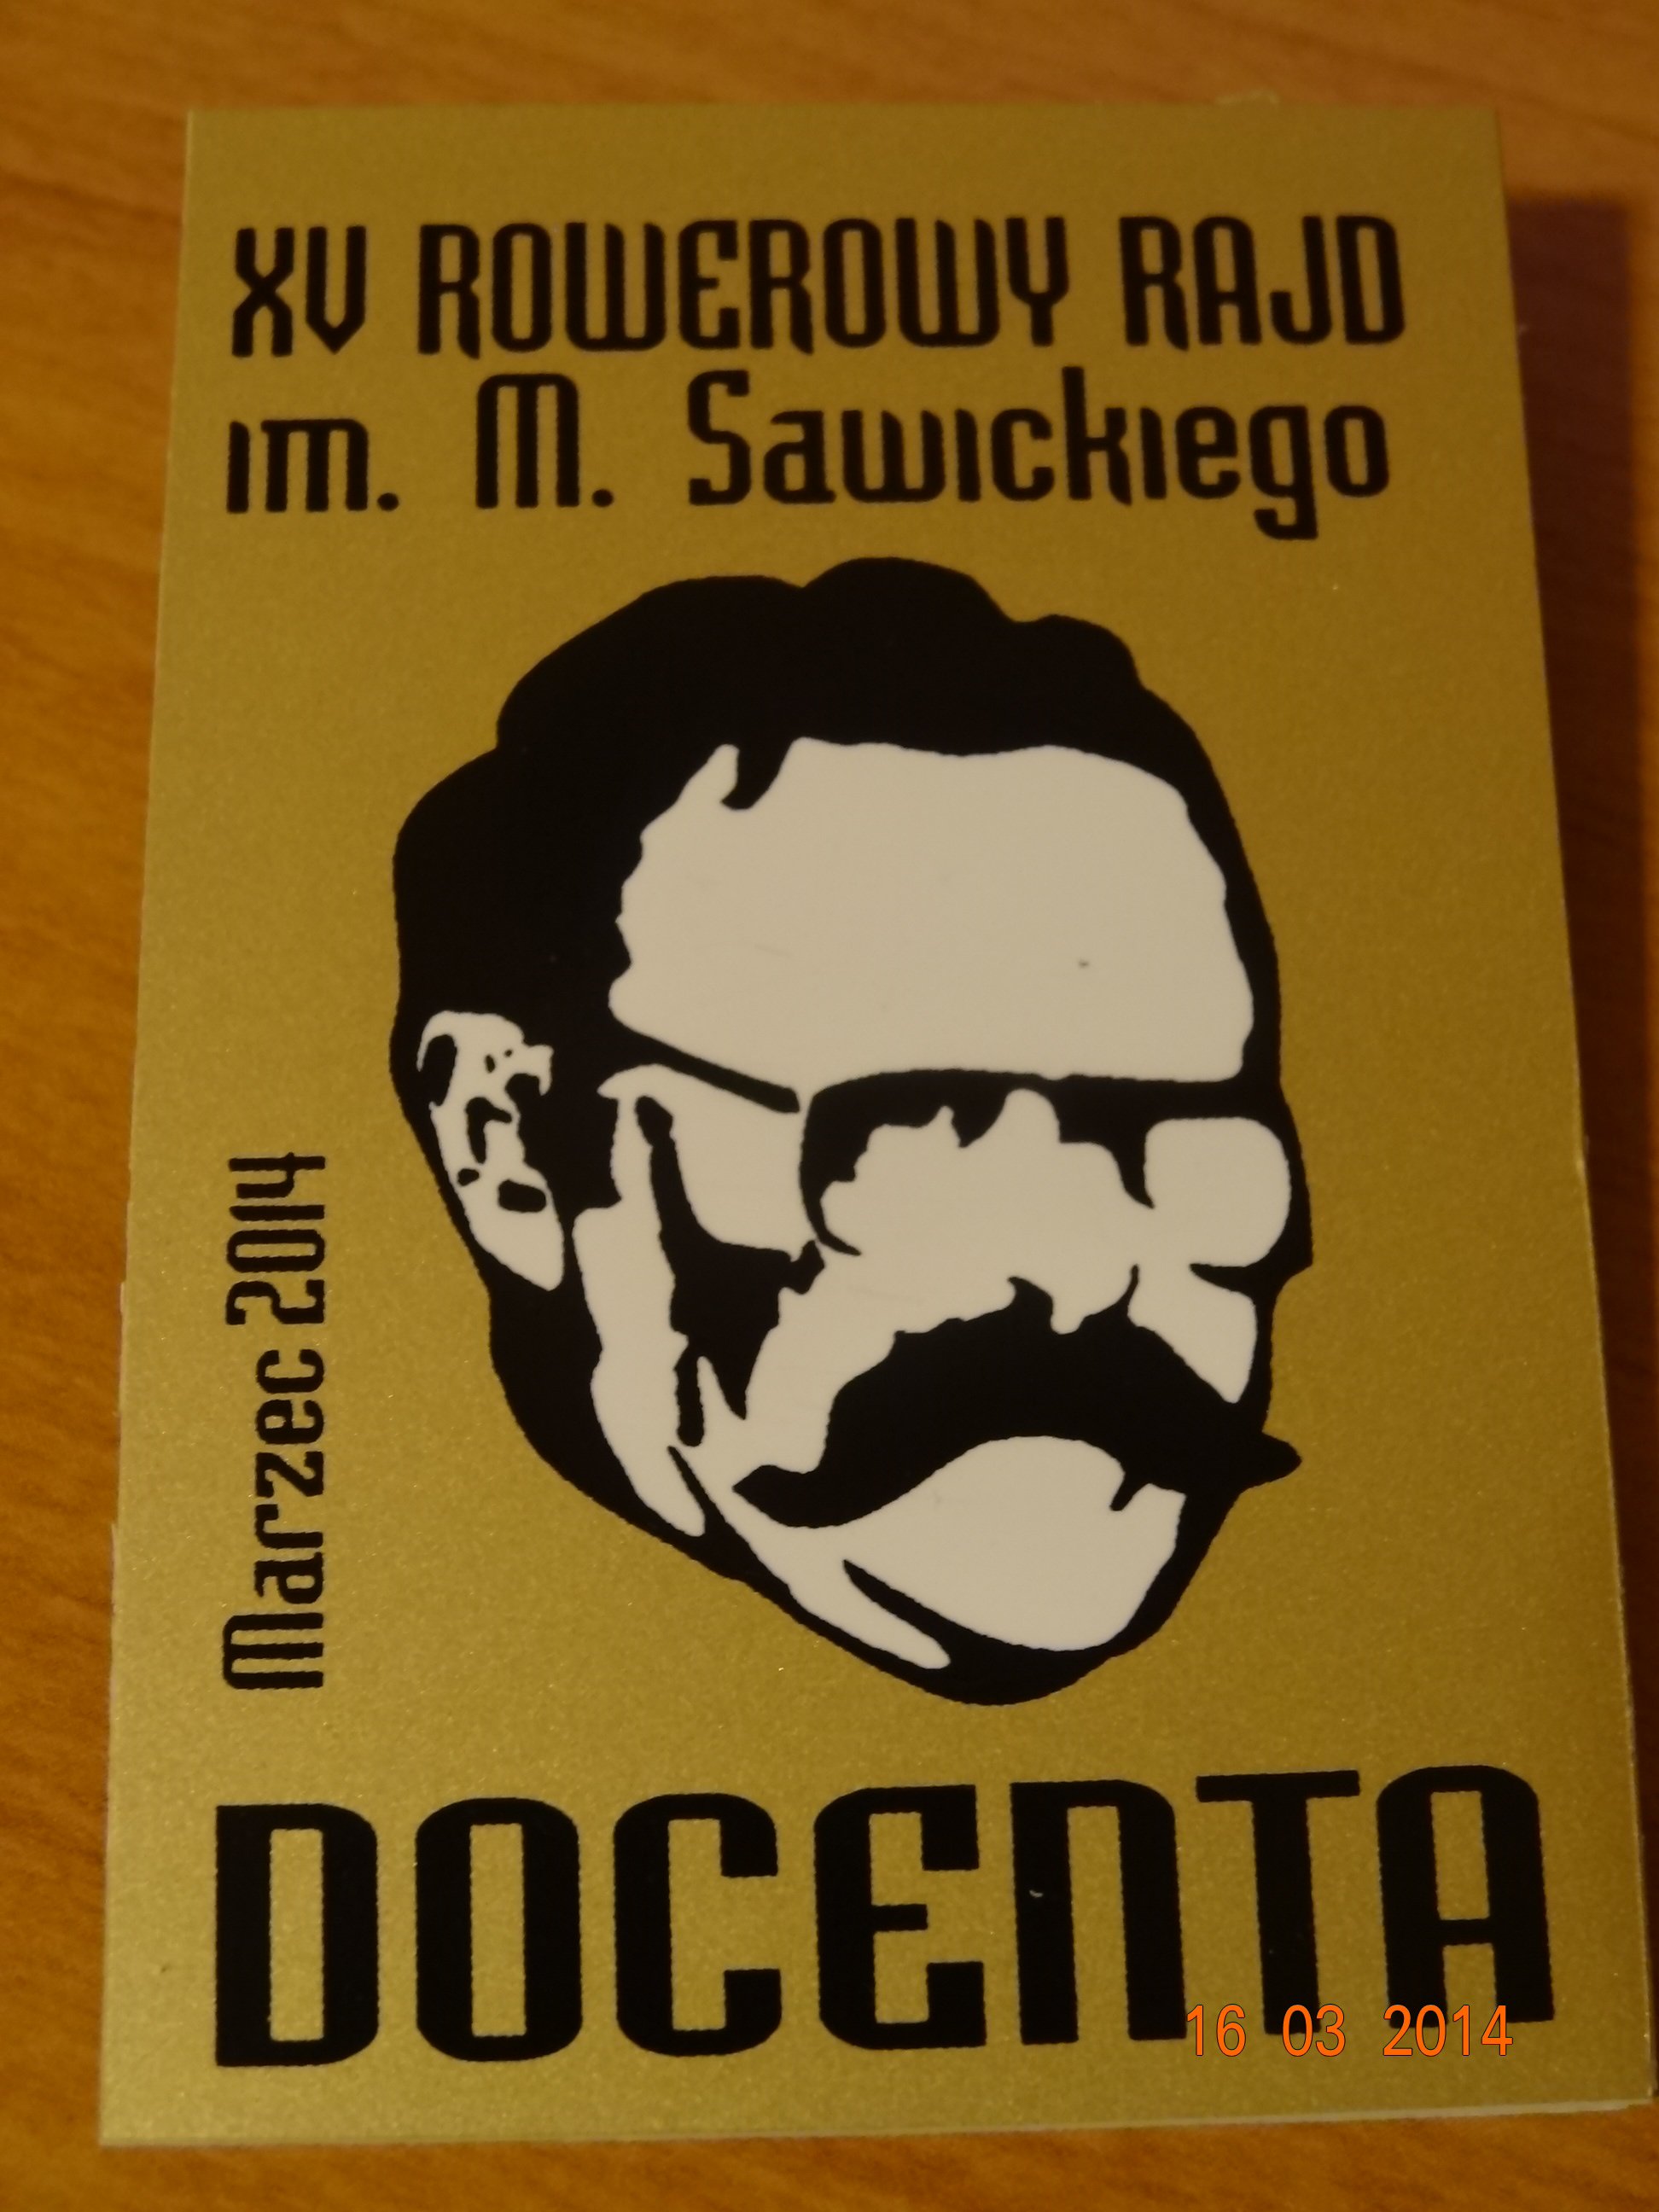 XV ROWEROWY RAJD
im. M. Sawickiego
Marzec 2014
DOCENTA
16 03 2014